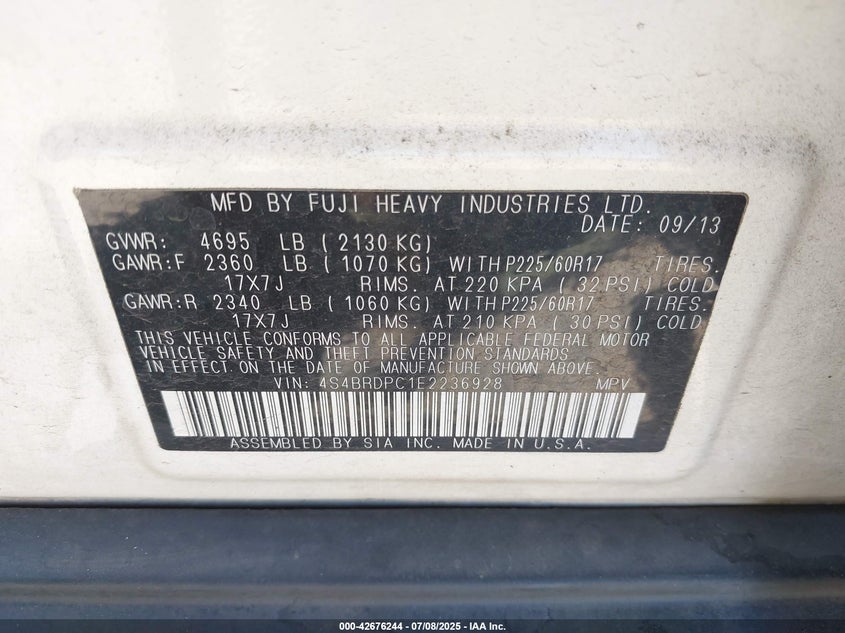 MFD BY FUJI HEAVY INDUSTRIES LTD.
DATE: 09/13
GVWR: 4695 LB ( 2130 KG)
GAWR:F 2360 LB ( 1070 KG) WITH P225/60R17 TIRES.
17X7J RIMS. AT 220 KPA ( 32 PSI) COLD
GAWR:R 2340 LB ( 1060 KG) WITH P225/60R17 TIRES.
17X7J RIMS. AT 210 KPA ( 30 PSI) COLD
THIS VEHICLE CONFORMS TO ALL APPLICABLE FEDERAL MOTOR
VEHICLE SAFETY AND THEFT PREVENTION STANDARDS
IN EFFECT ON THE DATE OF MANUFACTURE SHOWN ABOVE.
VIN: 4S4BRDPC1E2236928 MPV
ASSEMBLED BY SIA INC. MADE IN U.S.A.
000-42676244 - 07/08/2025 - IAA Inc.